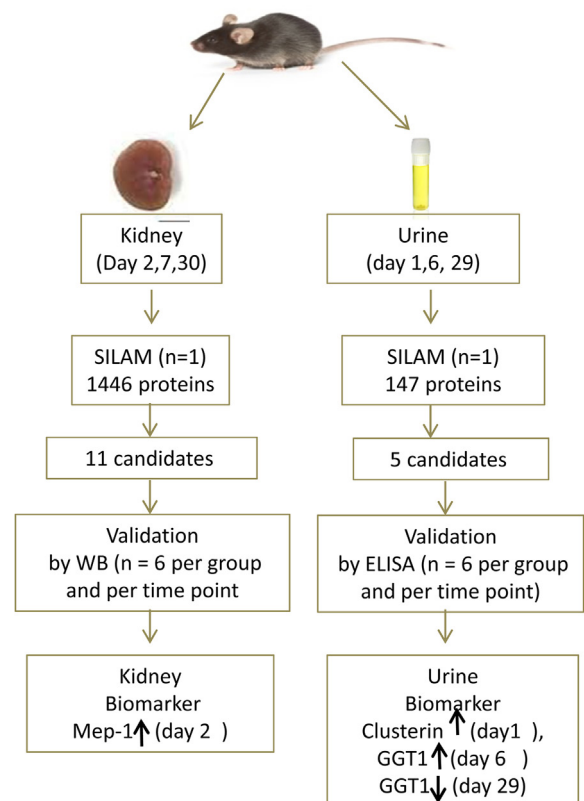 Kidney
(Day 2,7,30)
SILAM (n=1)
1446 proteins
11 candidates
Validation
by WB (n = 6 per group
and per time point
Kidney
Biomarker
Mep-1↑ (day 2 )
Urine
(day 1,6, 29)
SILAM (n=1)
147 proteins
5 candidates
Validation
by ELISA (n = 6 per group
and per time point)
Urine
Biomarker
Clusterin ↑ (day1 ),
GGT1↑ (day 6 )
GGT1↓ (day 29)